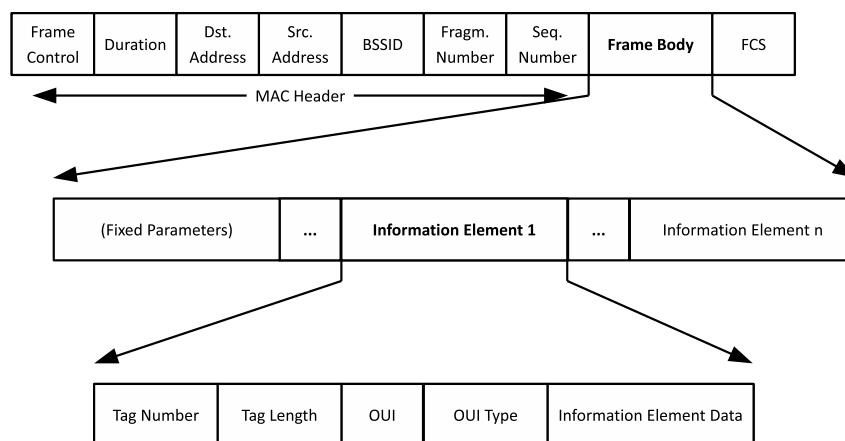 Frame
Control
Duration
Dst.
Address
Src.
Address
BSSID
Fragm.
Number
Seq.
Number
Frame Body
FCS
MAC Header
(Fixed Parameters)
...
Information Element 1
...
Information Element n
Tag Number
Tag Length
OUI
OUI Type
Information Element Data